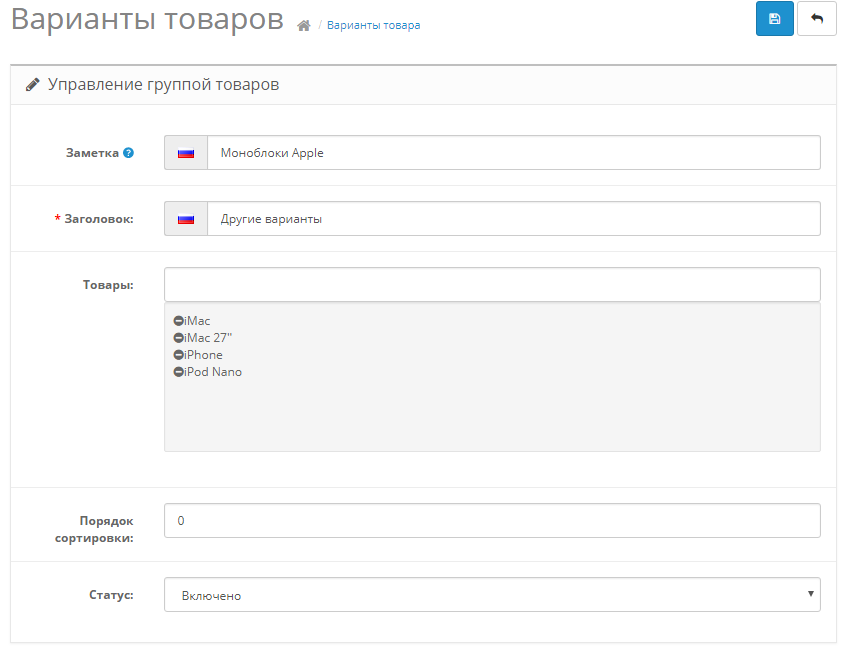 Варианты товаров / Варианты товара
Управление группой товаров
Заметка ? Моноблоки Apple
* Заголовок: Другие варианты
Товары:
iMac
iMac 27"
iPhone
iPod Nano
Порядок
сортировки:
0
Статус: Включено